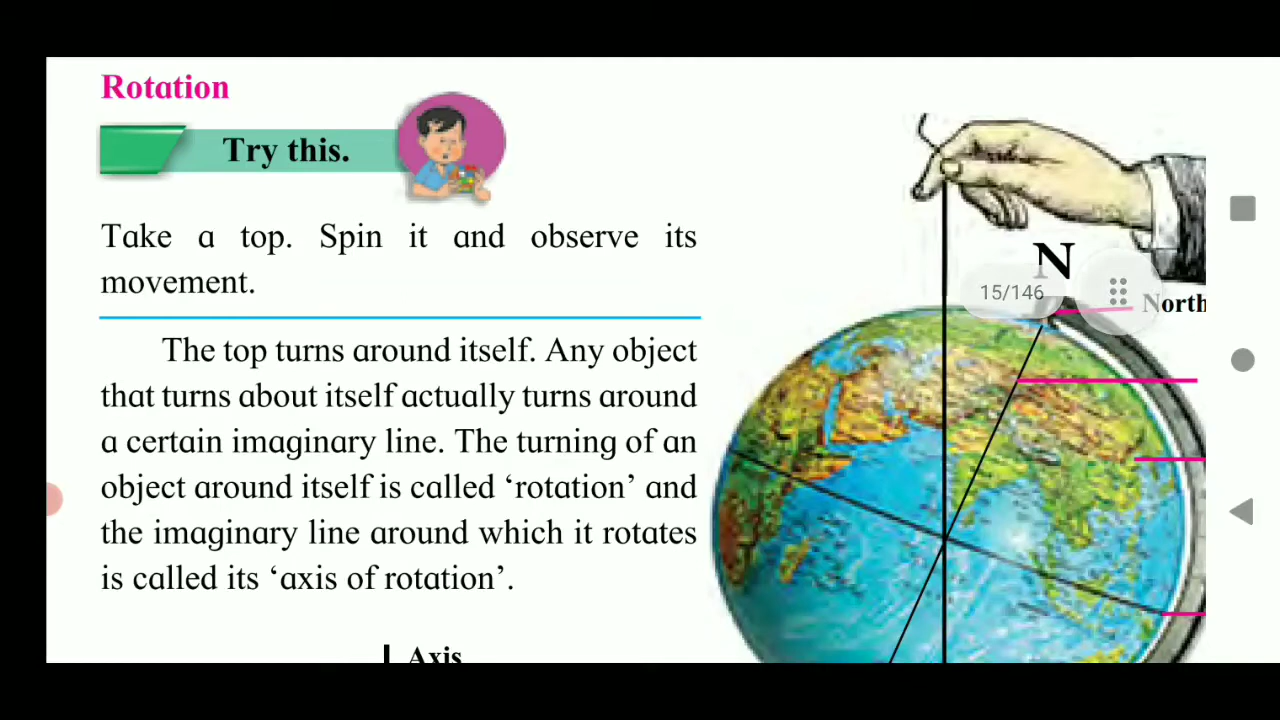 Rotation
Try this.
Take a top. Spin it and observe its
movement.
The top turns around itself. Any object
that turns about itself actually turns around
a certain imaginary line. The turning of an
object around itself is called ‘rotation’ and
the imaginary line around which it rotates
is called its ‘axis of rotation’.
Axis
N
15/146
North